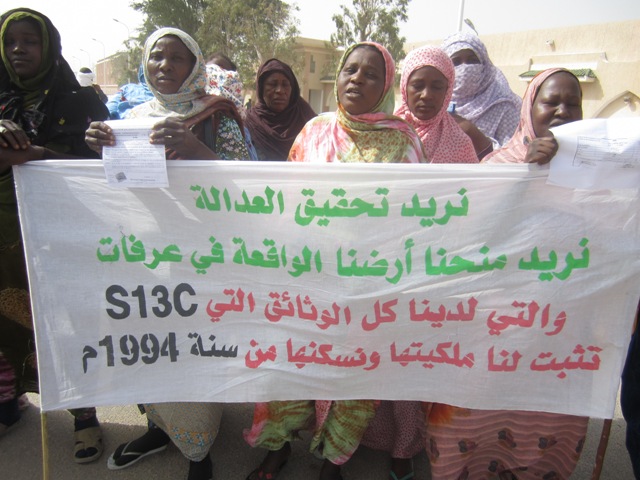 نريد تحقيق العدالة
نريد منحنا أرضنا الواقعة في عرفات
والتي لدينا كل الوثائق التي S13C
تثبت لنا ملكيتها ونسكنها من سنة 1994م